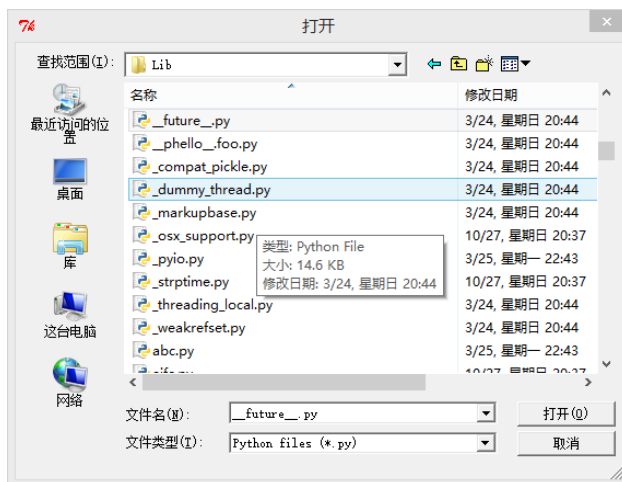 打开
查找范围(I):
Lib
最近访问的位置
桌面
库
这台电脑
网络
名称 修改日期
__future__.py 3/24, 星期日 20:44
__phello__.foo.py 3/24, 星期日 20:44
_compat_pickle.py 3/24, 星期日 20:44
_dummy_thread.py 3/24, 星期日 20:44
_markupbase.py 3/24, 星期日 20:44
_osx_support.py 10/27, 星期日 20:37
_pyio.py 3/25, 星期一 22:43
_strptime.py 10/27, 星期日 20:37
_threading_local.py 3/24, 星期日 20:44
_weakrefset.py 3/24, 星期日 20:44
abc.py 3/25, 星期一 22:43
类型: Python File
大小: 14.6 KB
修改日期: 3/24, 星期日 20:44
文件名(N): __future__.py 打开(O)
文件类型(T): Python files (*.py) 取消